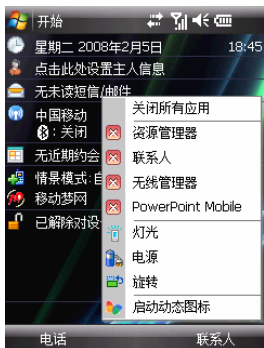 开始
星期二 2008年2月5日 18:45
点击此处设置主人信息
无未读短信/邮件
中国移动
关闭所有应用
:关闭
资源管理器
无近期约会
联系人
情景模式:自
无线管理器
移动梦网
PowerPoint Mobile
已解除对设
灯光
电源
旋转
启动动态图标
电话 联系人